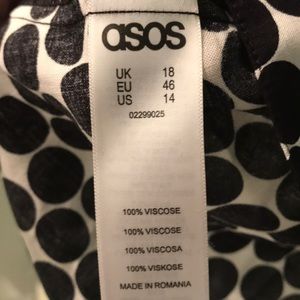 asos
UK 18
EU 46
US 14
02299025
100% VISCOSE
100% VISCOSE
100% VISCOSA
100% VISKOSE
MADE IN ROMANIA